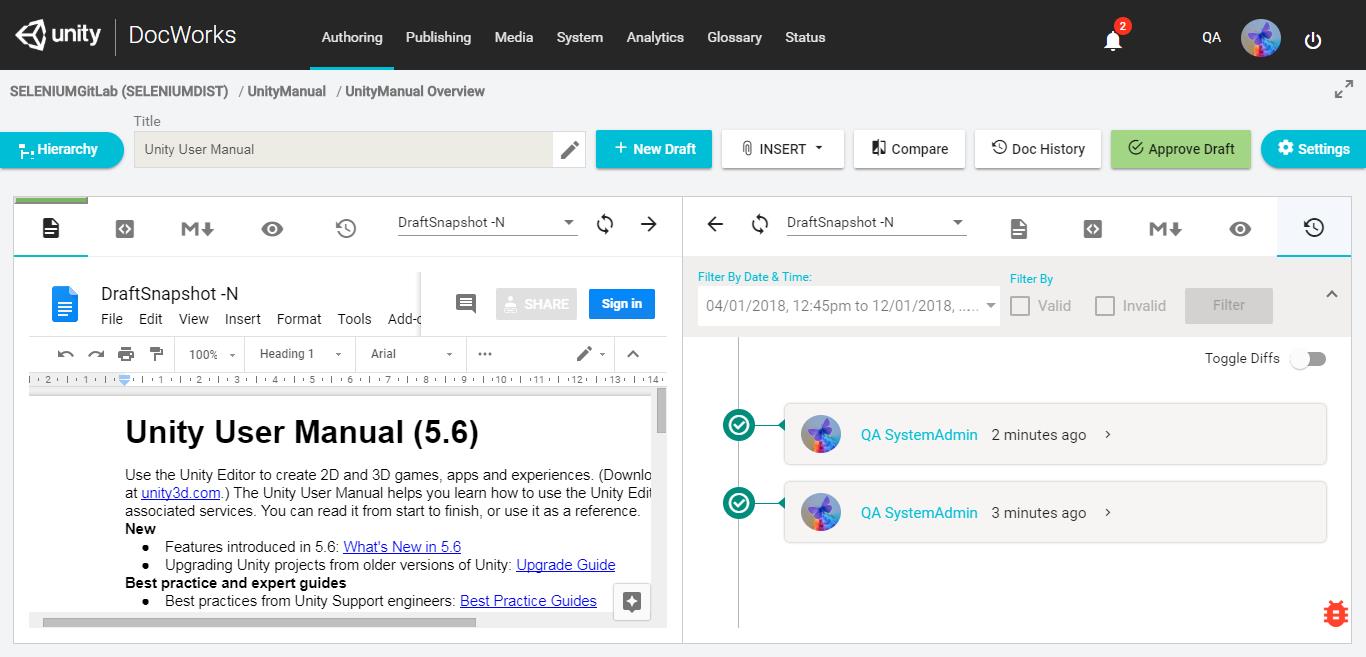 unity DocWorks Authoring Publishing Media System Analytics Glossary Status 2 QA
SELENIUMGitLab (SELENIUMDIST) / UnityManual / UnityManual Overview
Title
Hierarchy Unity User Manual + New Draft INSERT Compare Doc History Approve Draft Settings
M DraftSnapshot -N DraftSnapshot -N M
Filter By Date & Time: Filter By
04/01/2018, 12:45pm to 12/01/2018, ..... Valid Invalid Filter
DraftSnapshot -N SHARE Sign in
File Edit View Insert Format Tools Add-
100% Heading 1 Arial
2 1 1 2 3 4 5 6 7 8 9 10 11 12 13 14
Toggle Diffs
Unity User Manual (5.6)
Use the Unity Editor to create 2D and 3D games, apps and experiences. (Downlo
at unity3d.com.) The Unity User Manual helps you learn how to use the Unity Edit
associated services. You can read it from start to finish, or use it as a reference.
New
● Features introduced in 5.6: What's New in 5.6
● Upgrading Unity projects from older versions of Unity: Upgrade Guide
Best practice and expert guides
● Best practices from Unity Support engineers: Best Practice Guides
QA SystemAdmin 2 minutes ago
QA SystemAdmin 3 minutes ago